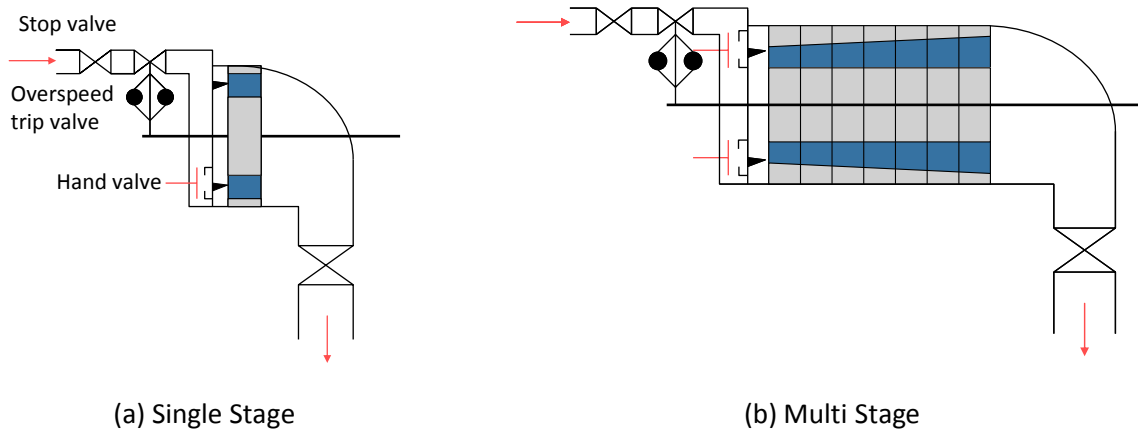 Stop valve
Overspeed
trip valve
Hand valve
(a) Single Stage
(b) Multi Stage